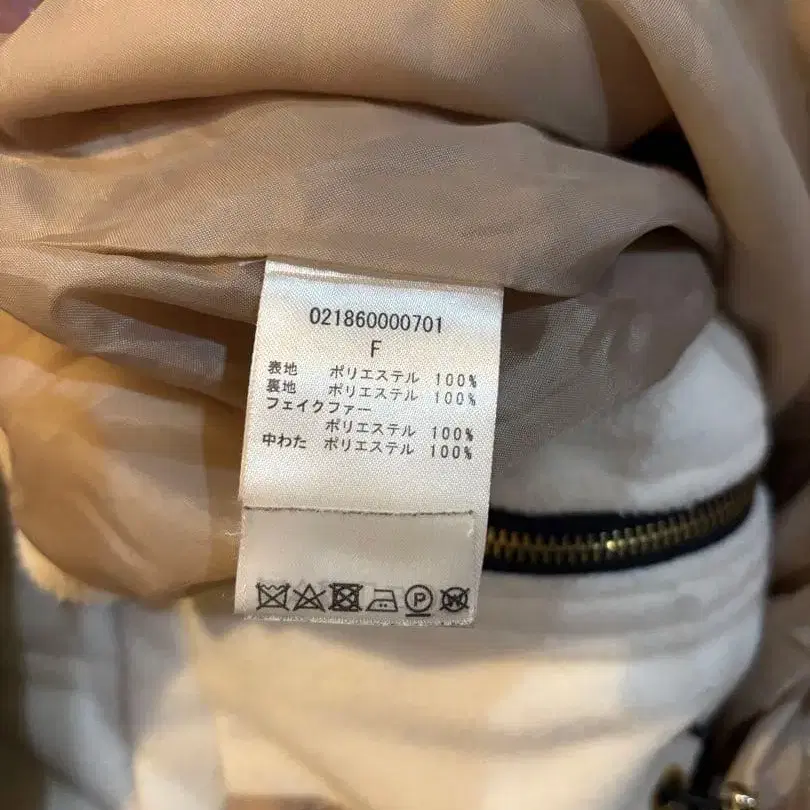 021860000701
F
表地 ポリエステル 100%
裏地 ポリエステル 100%
フェイクファー
ポリエステル 100%
中わた ポリエステル 100%
P
W